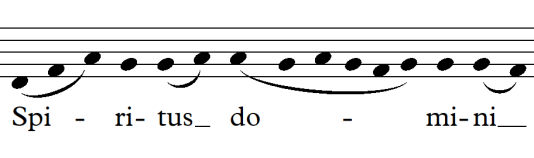 Spi - ri- tus_ do - mi-ni__